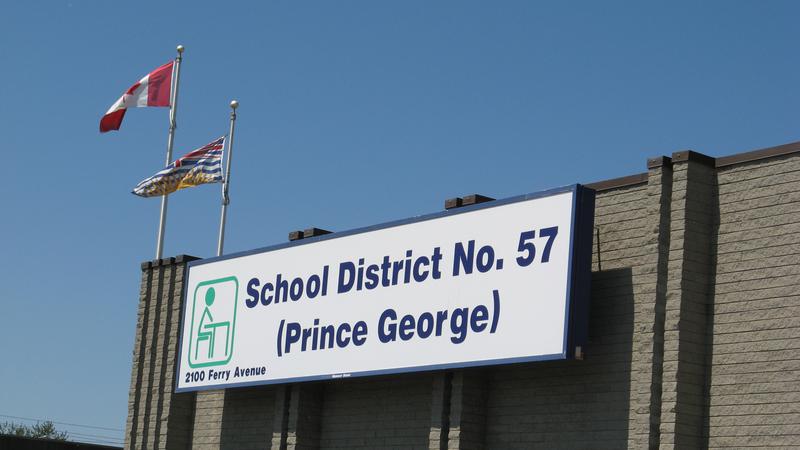 School District No. 57
(Prince George)
2100 Ferry Avenue